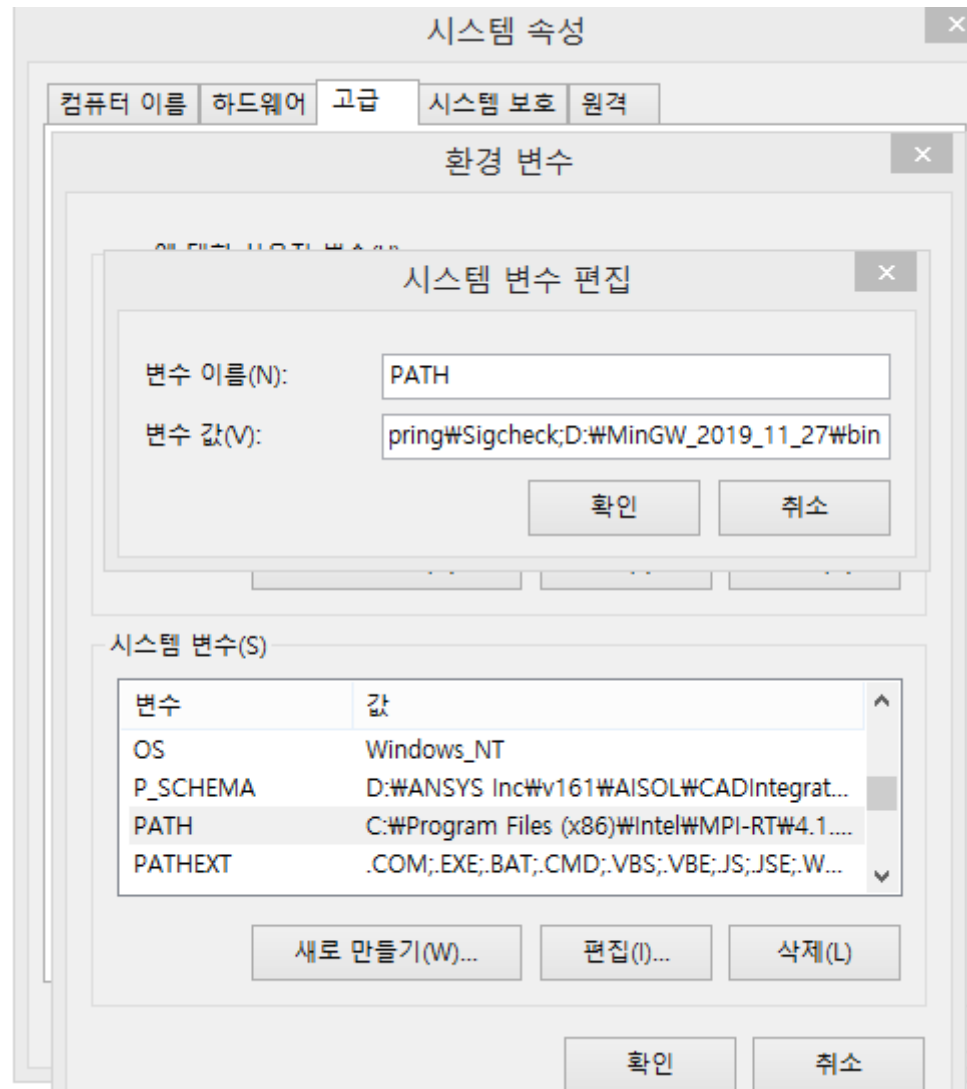 시스템 속성
컴퓨터 이름 하드웨어 고급 시스템 보호 원격
환경 변수
시스템 변수 편집
변수 이름(N): PATH
변수 값(V): pring₩Sigcheck;D:₩MinGW_2019_11_27₩bin
확인 취소
시스템 변수(S)
변수 값
OS Windows_NT
P_SCHEMA D:₩ANSYS Inc₩v161₩AISOL₩CADIntegrat...
PATH C:₩Program Files (x86)₩Intel₩MPI-RT₩4.1....
PATHEXT .COM;.EXE;.BAT;.CMD;.VBS;.VBE;.JS;.JSE;.W...
새로 만들기(W)... 편집(I)... 삭제(L)
확인 취소